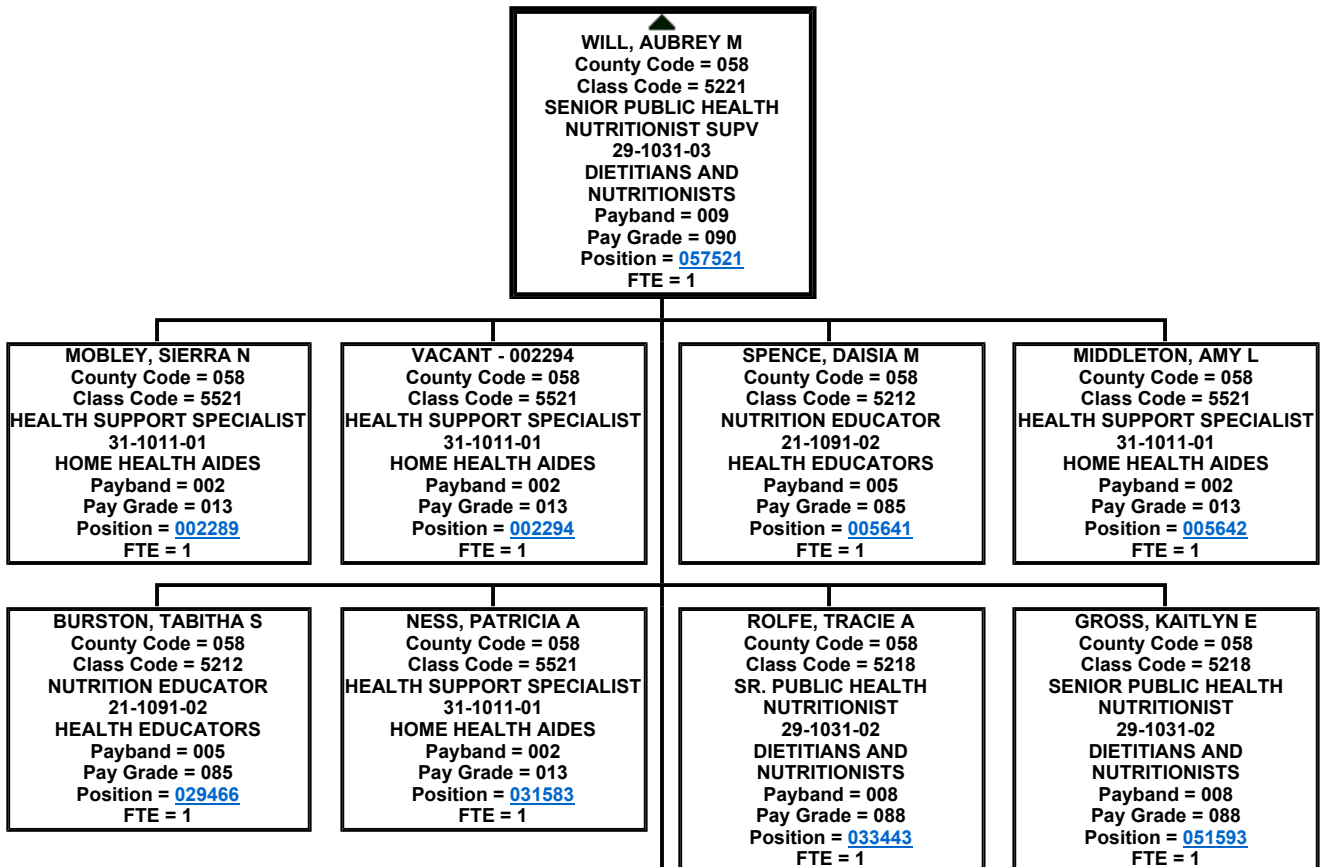 WILL, AUBREY M
County Code = 058
Class Code = 5221
SENIOR PUBLIC HEALTH
NUTRITIONIST SUPV
29-1031-03
DIETITIANS AND
NUTRITIONISTS
Payband = 009
Pay Grade = 090
Position = 057521
FTE = 1
MOBLEY, SIERRA N
County Code = 058
Class Code = 5521
HEALTH SUPPORT SPECIALIST
31-1011-01
HOME HEALTH AIDES
Payband = 002
Pay Grade = 013
Position = 002289
FTE = 1
VACANT - 002294
County Code = 058
Class Code = 5521
HEALTH SUPPORT SPECIALIST
31-1011-01
HOME HEALTH AIDES
Payband = 002
Pay Grade = 013
Position = 002294
FTE = 1
SPENCE, DAISIA M
County Code = 058
Class Code = 5212
NUTRITION EDUCATOR
21-1091-02
HEALTH EDUCATORS
Payband = 005
Pay Grade = 085
Position = 005641
FTE = 1
MIDDLETON, AMY L
County Code = 058
Class Code = 5521
HEALTH SUPPORT SPECIALIST
31-1011-01
HOME HEALTH AIDES
Payband = 002
Pay Grade = 013
Position = 005642
FTE = 1
BURSTON, TABITHA S
County Code = 058
Class Code = 5212
NUTRITION EDUCATOR
21-1091-02
HEALTH EDUCATORS
Payband = 005
Pay Grade = 085
Position = 029466
FTE = 1
NESS, PATRICIA A
County Code = 058
Class Code = 5521
HEALTH SUPPORT SPECIALIST
31-1011-01
HOME HEALTH AIDES
Payband = 002
Pay Grade = 013
Position = 031583
FTE = 1
ROLFE, TRACIE A
County Code = 058
Class Code = 5218
SR. PUBLIC HEALTH
NUTRITIONIST
29-1031-02
DIETITIANS AND
NUTRITIONISTS
Payband = 008
Pay Grade = 088
Position = 033443
FTE = 1
GROSS, KAITLYN E
County Code = 058
Class Code = 5218
SENIOR PUBLIC HEALTH
NUTRITIONIST
29-1031-02
DIETITIANS AND
NUTRITIONISTS
Payband = 008
Pay Grade = 088
Position = 051593
FTE = 1